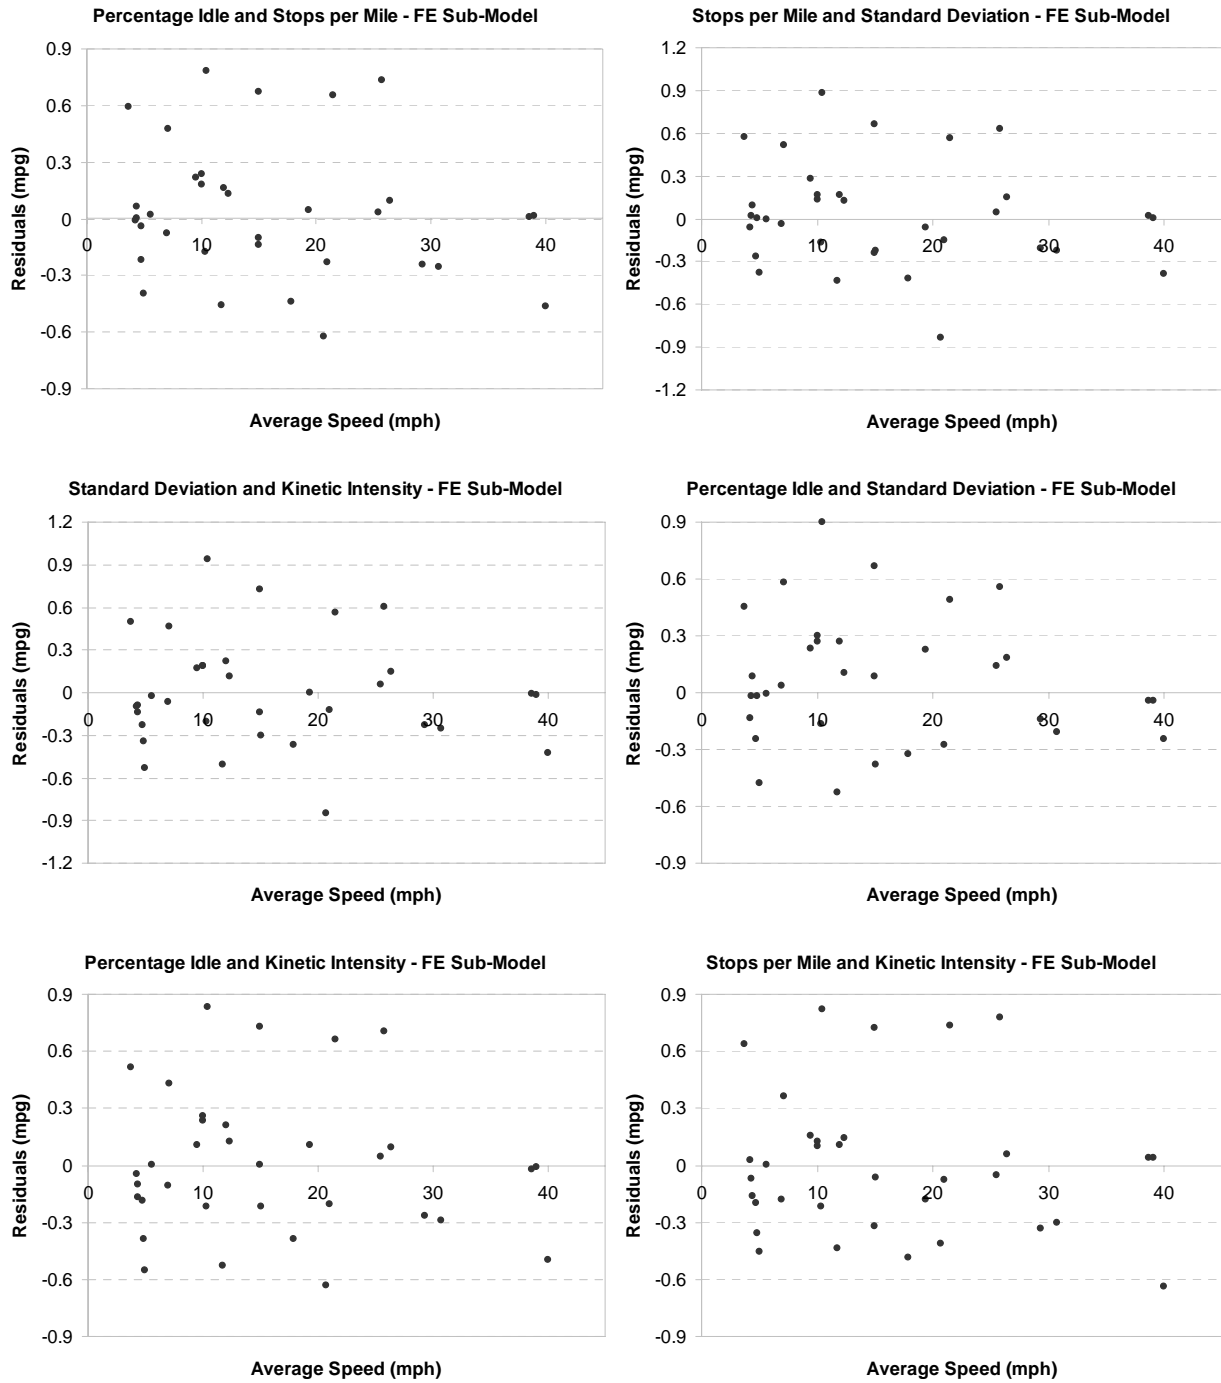 Percentage Idle and Stops per Mile - FE Sub-Model
0.9
0.6
0.3
0
-0.3
-0.6
-0.9
0 10 20 30 40
Residuals (mpg)
Average Speed (mph)
Stops per Mile and Standard Deviation - FE Sub-Model
1.2
0.9
0.6
0.3
0
-0.3
-0.6
-0.9
-1.2
0 10 20 30 40
Residuals (mpg)
Average Speed (mph)
Standard Deviation and Kinetic Intensity - FE Sub-Model
1.2
0.9
0.6
0.3
0
-0.3
-0.6
-0.9
-1.2
0 10 20 30 40
Residuals (mpg)
Average Speed (mph)
Percentage Idle and Standard Deviation - FE Sub-Model
0.9
0.6
0.3
0
-0.3
-0.6
-0.9
0 10 20 30 40
Residuals (mpg)
Average Speed (mph)
Percentage Idle and Kinetic Intensity - FE Sub-Model
0.9
0.6
0.3
0
-0.3
-0.6
-0.9
0 10 20 30 40
Residuals (mpg)
Average Speed (mph)
Stops per Mile and Kinetic Intensity - FE Sub-Model
0.9
0.6
0.3
0
-0.3
-0.6
-0.9
0 10 20 30 40
Residuals (mpg)
Average Speed (mph)